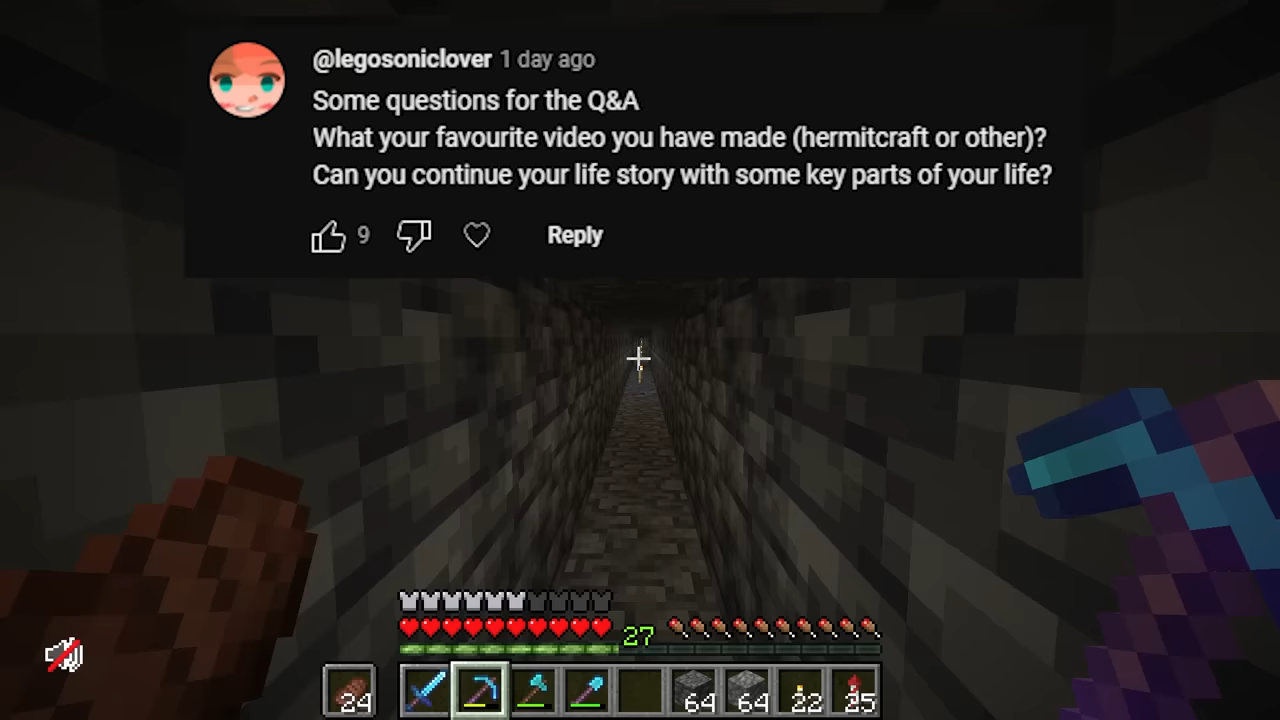 @legosoniclover 1 day ago
Some questions for the Q&A
What your favourite video you have made (hermitcraft or other)?
Can you continue your life story with some key parts of your life?
9 Reply
27
24 64 64 22 25